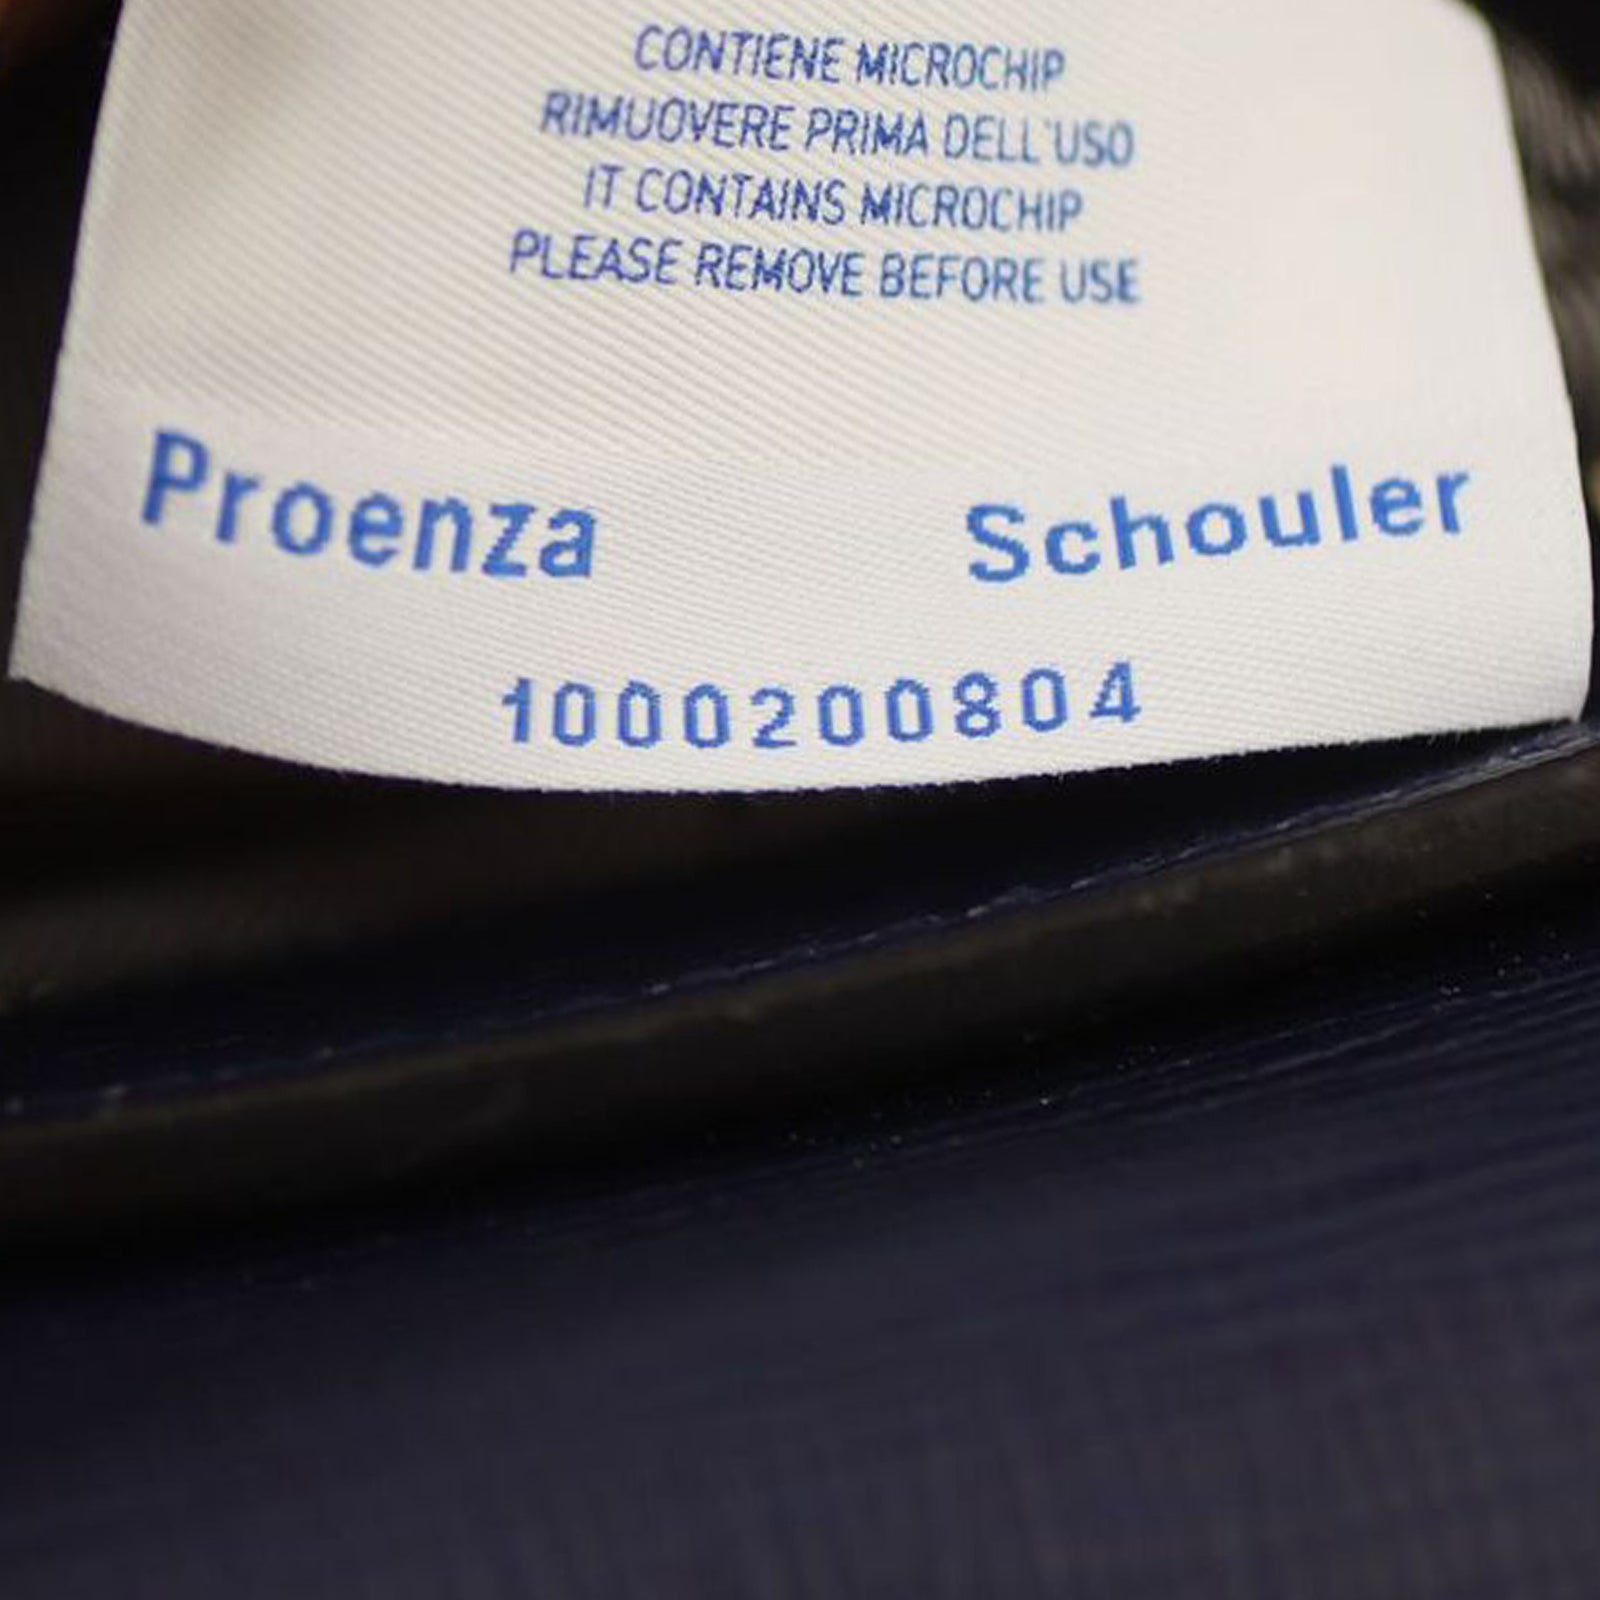 CONTIENE MICROCHIP
RIMUOVERE PRIMA DELL'USO
IT CONTAINS MICROCHIP
PLEASE REMOVE BEFORE USE
Proenza Schouler
1000200804